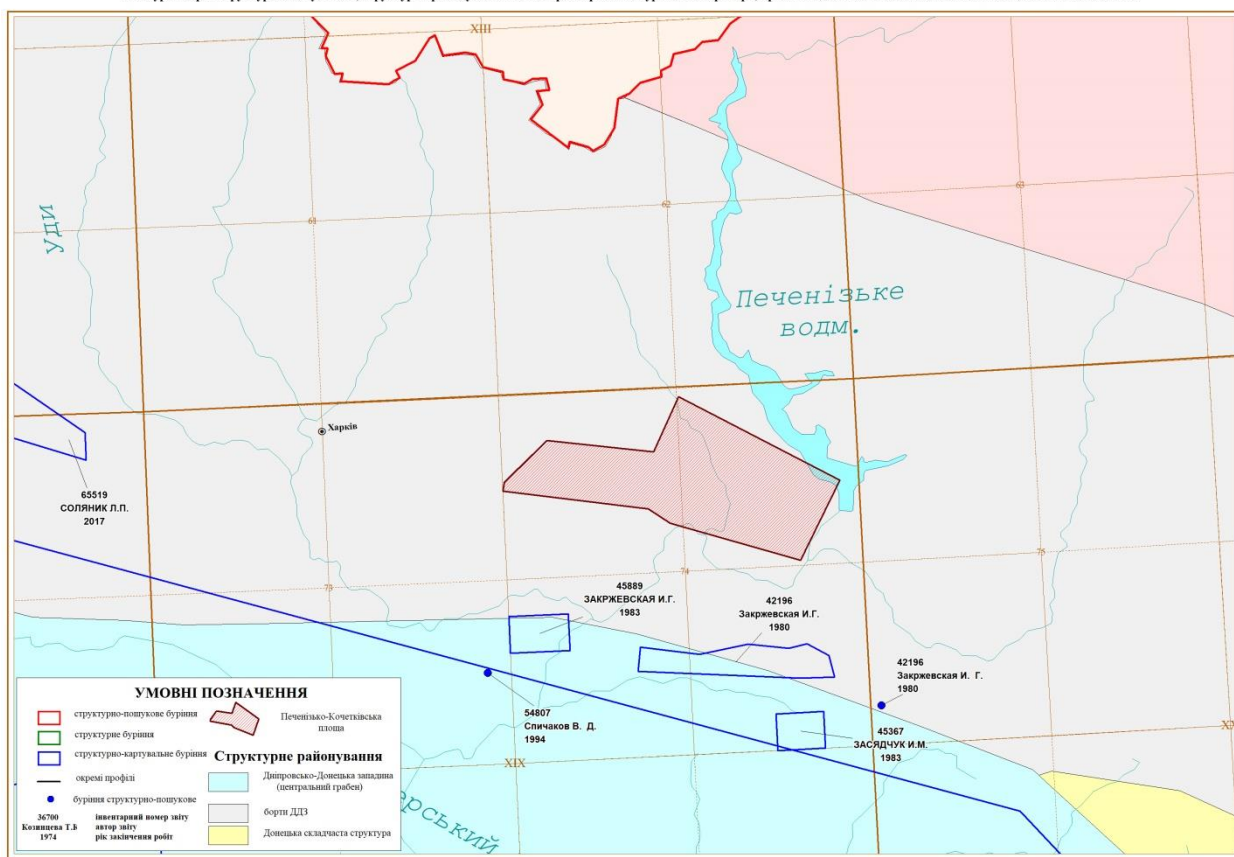 XIII
61
62
63
уди
Печенізьке
водм.
Харків
65519
СОЛЯНИК Л.П.
2017
73
74
75
45889
ЗАКРЖЕВСКАЯ И.Г.
1983
42196
Закржевская И.Г.
1980
42196
Закржевская И. Г.
1980
54807
Спичаков В. Д.
1994
45367
ЗАСЯДЧУК И.М.
1983
XIX
ерський
УМОВНІ ПОЗНАЧЕННЯ
структурно-пошукове буріння
структурне буріння
структурно-картувальне буріння
окремі профілі
буріння структурно-пошукове
36700
Козинцева Т.Б
1974
інвентарний номер звіту
автор звіту
рік закінчення робіт
Печенізько-Кочетківська
площа
Структурне районування
Дніпровсько-Донецька западина
(центральний грабен)
борти ДДЗ
Донецька складчаста структура